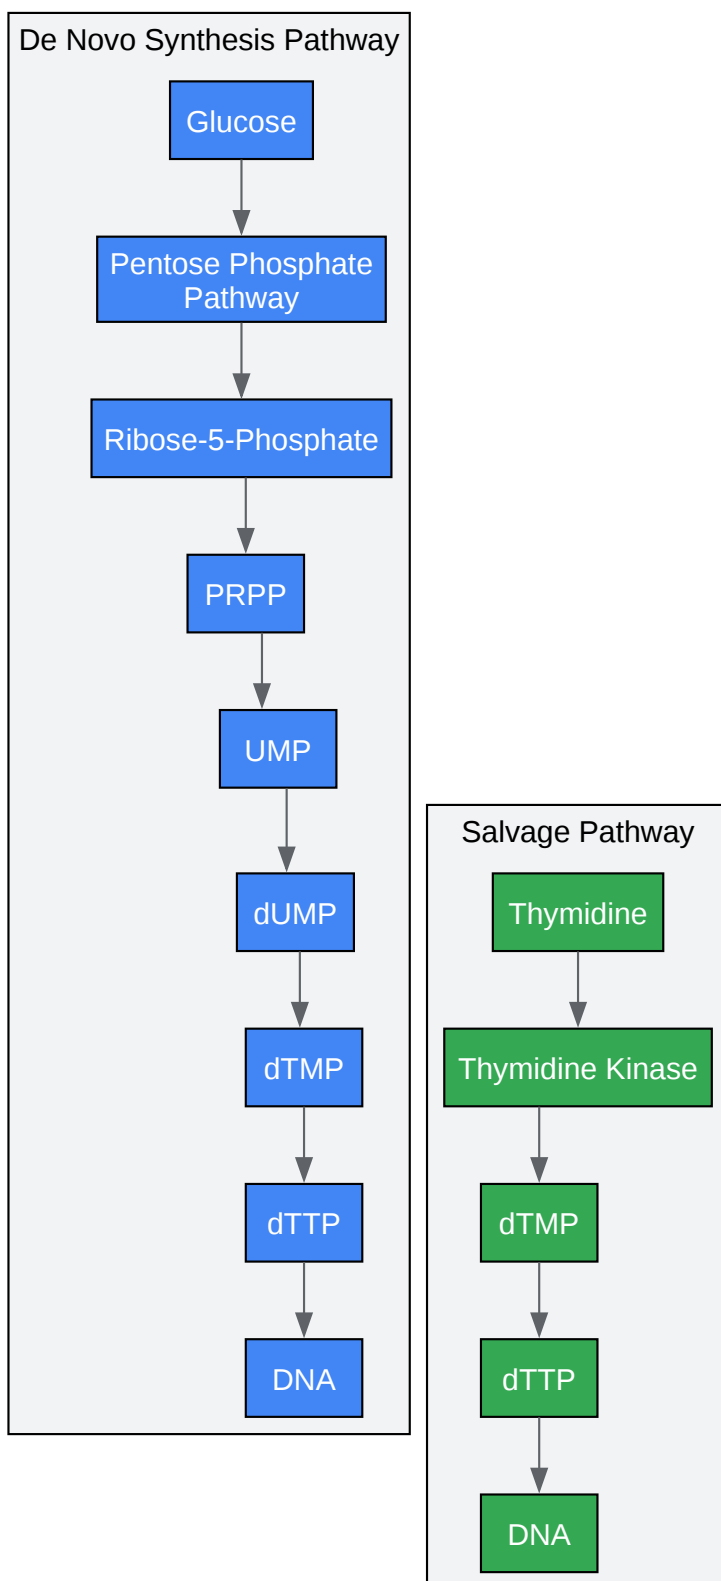 De Novo Synthesis Pathway
Glucose
Pentose Phosphate
Pathway
Ribose-5-Phosphate
PRPP
UMP
dUMP
dTMP
dTTP
DNA
Salvage Pathway
Thymidine
Thymidine Kinase
dTMP
dTTP
DNA